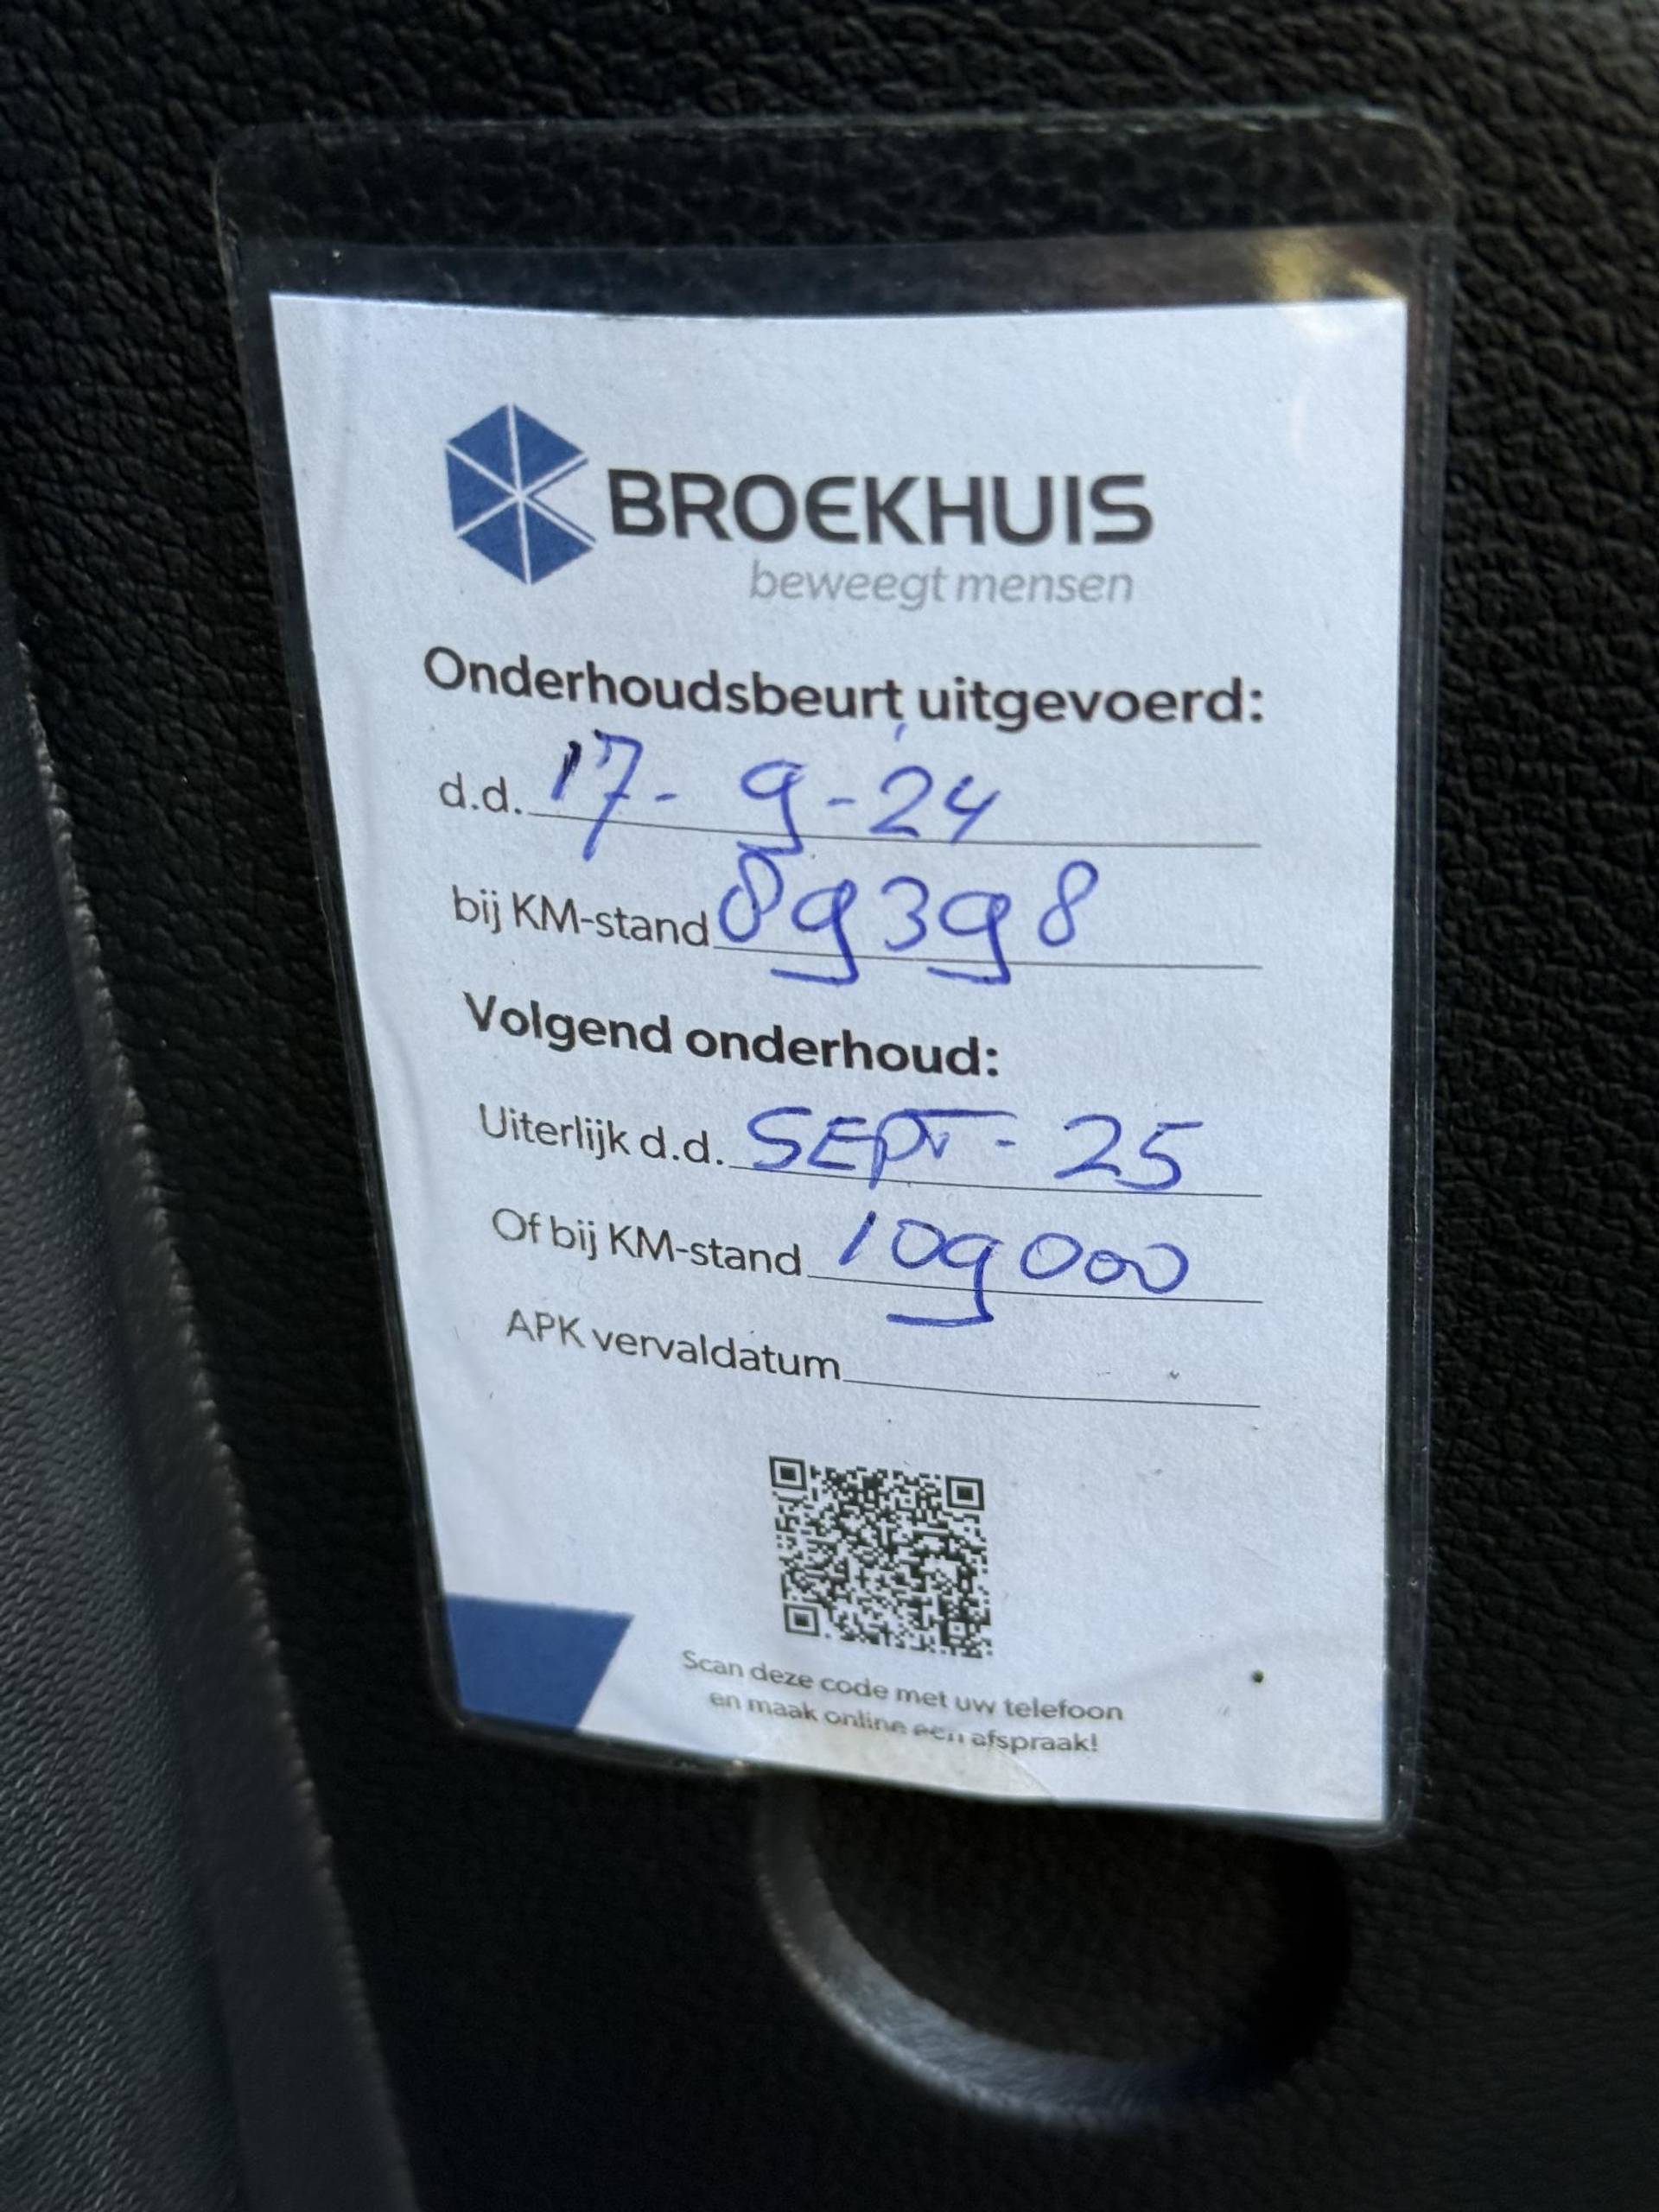 BROEKHUIS
beweegt mensen
Onderhoudsbeurt uitgevoerd:
d.d. 17-9-24
bij KM-stand 89398
Volgend onderhoud:
Uiterlijk d.d. SEPT-25
Of bij KM-stand 109000
APK vervaldatum
Scan deze code met uw telefoon
en maak online een afspraak!